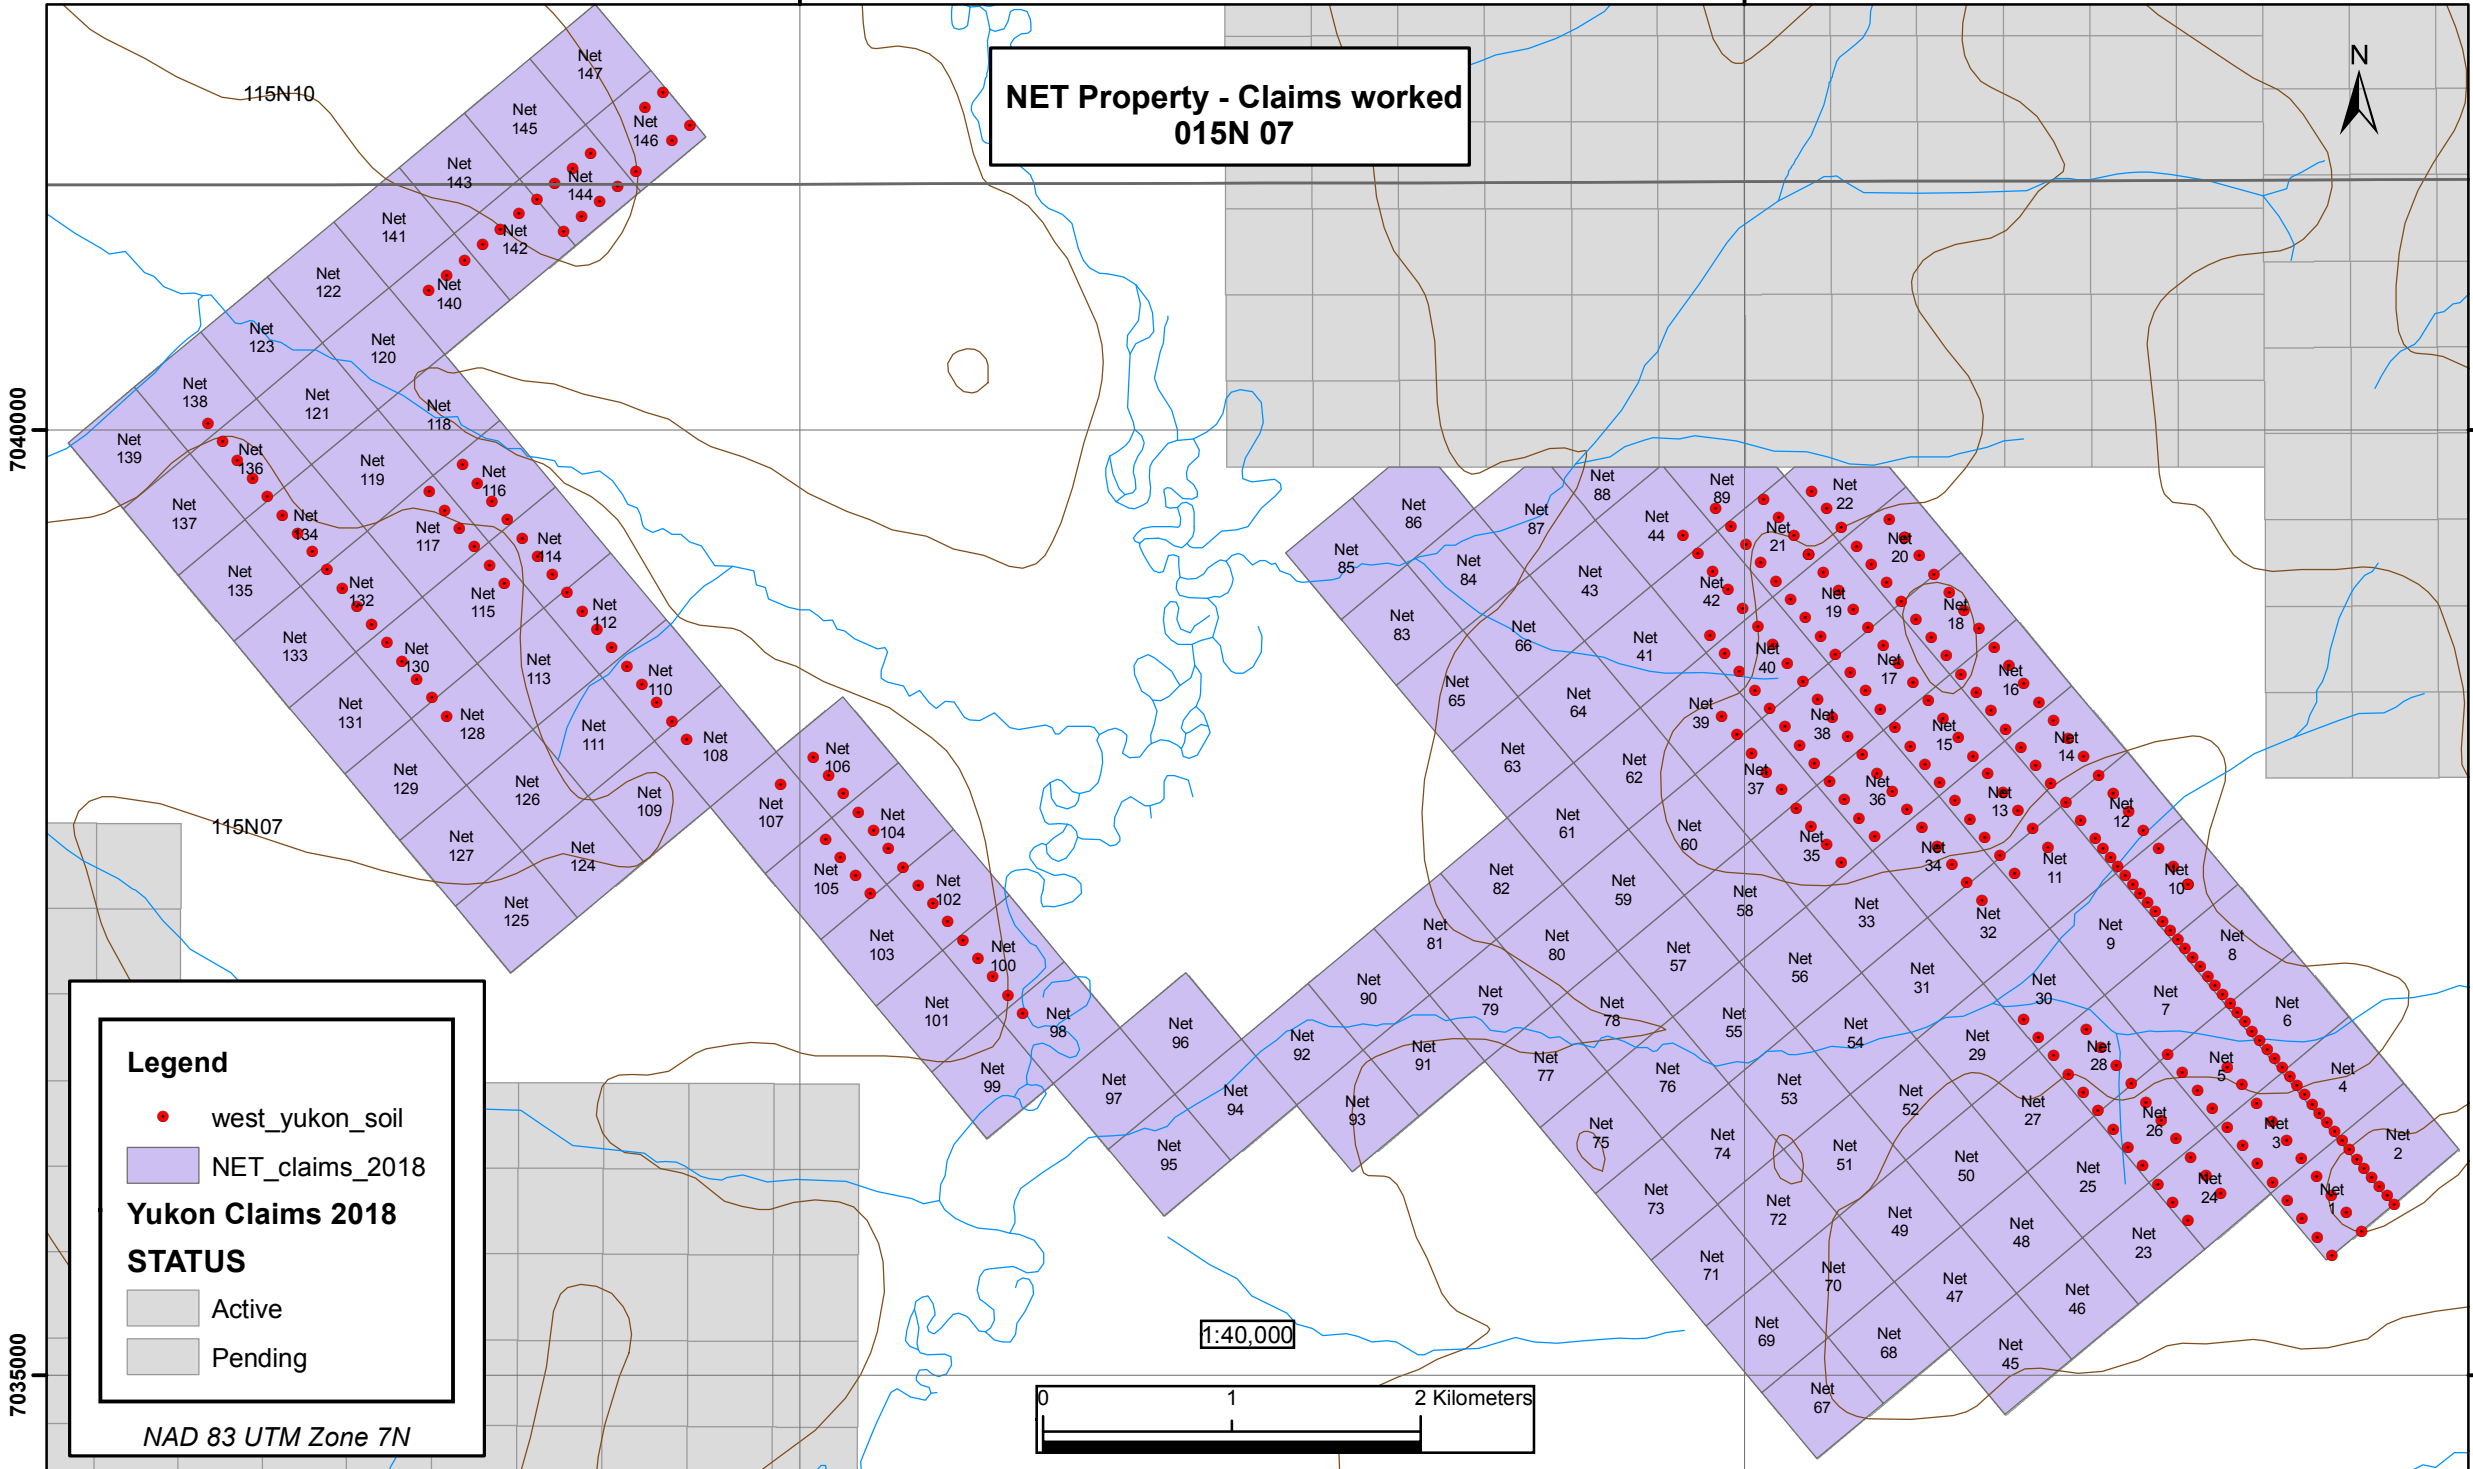 NET Property - Claims worked
015N 07
N
115N10
115N07
7040000
7035000
Net
147
Net
145
Net
146
Net
143
Net
144
Net
141
Net
142
Net
122
Net
140
Net
123
Net
120
Net
138
Net
121
Net
118
Net
139
Net
136
Net
119
Net
116
Net
137
Net
134
Net
117
Net
114
Net
135
Net
132
Net
115
Net
112
Net
133
Net
130
Net
113
Net
110
Net
131
Net
128
Net
111
Net
108
Net
129
Net
126
Net
109
Net
127
Net
124
Net
125
Net
106
Net
107
Net
104
Net
105
Net
102
Net
103
Net
100
Net
101
Net
98
Net
99
Net
96
Net
97
Net
94
Net
95
Net
92
Net
93
Net
90
Net
91
Net
81
Net
79
Net
82
Net
80
Net
78
Net
77
Net
86
Net
88
Net
89
Net
22
Net
85
Net
87
Net
44
Net
21
Net
20
Net
84
Net
43
Net
42
Net
19
Net
18
Net
83
Net
66
Net
41
Net
40
Net
17
Net
16
Net
65
Net
64
Net
39
Net
38
Net
15
Net
14
Net
63
Net
62
Net
37
Net
36
Net
13
Net
12
Net
61
Net
60
Net
35
Net
34
Net
11
Net
10
Net
59
Net
58
Net
33
Net
32
Net
9
Net
8
Net
57
Net
56
Net
31
Net
30
Net
7
Net
6
Net
55
Net
54
Net
29
Net
28
Net
5
Net
4
Net
76
Net
53
Net
52
Net
27
Net
26
Net
3
Net
2
Net
75
Net
74
Net
51
Net
50
Net
25
Net
24
Net
1
Net
73
Net
72
Net
49
Net
48
Net
23
Net
71
Net
70
Net
47
Net
46
Net
69
Net
68
Net
45
Net
67
Legend
west_yukon_soil
NET_claims_2018
Yukon Claims 2018
STATUS
Active
Pending
NAD 83 UTM Zone 7N
1:40,000
0 1 2 Kilometers